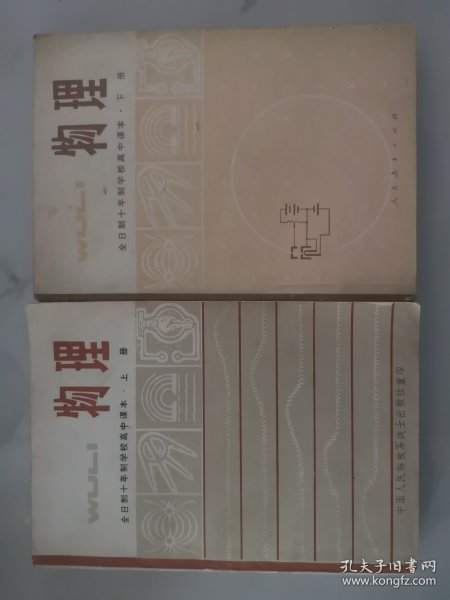 物理
WULI
全日制十年制学校高中课本·下册
人民教育出版社
物理
WULI
全日制十年制学校高中课本·上册
中国人民解放军战士出版社重印
孔夫子旧书网
www.kongfz.com